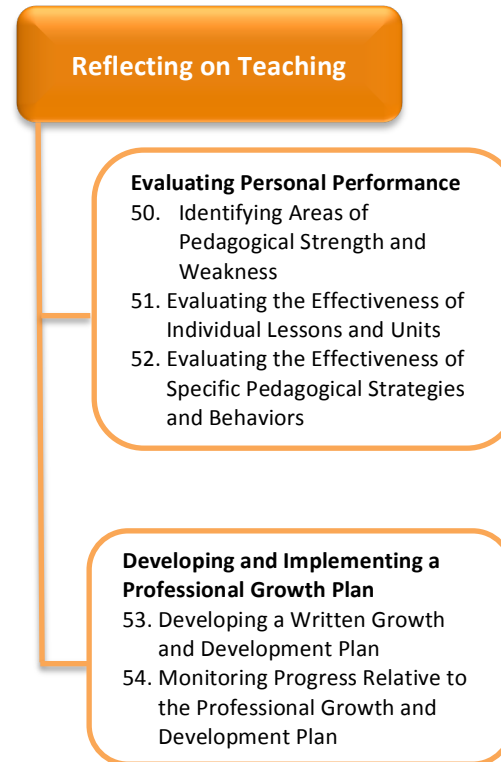 Reflecting on Teaching
Evaluating Personal Performance
50. Identifying Areas of
Pedagogical Strength and
Weakness
51. Evaluating the Effectiveness of
Individual Lessons and Units
52. Evaluating the Effectiveness of
Specific Pedagogical Strategies
and Behaviors
Developing and Implementing a
Professional Growth Plan
53. Developing a Written Growth
and Development Plan
54. Monitoring Progress Relative to
the Professional Growth and
Development Plan